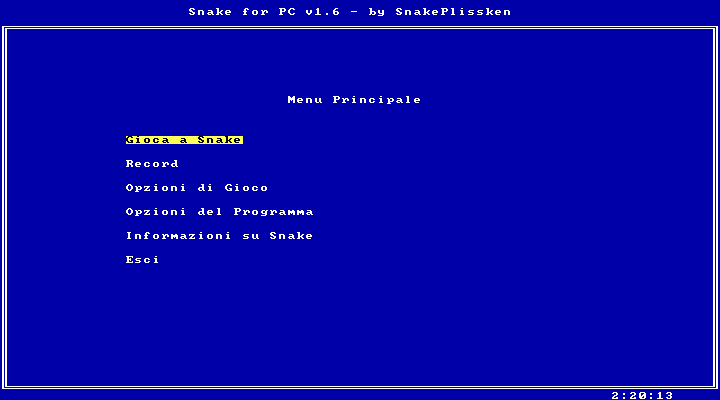 Snake for PC v1.6 - by SnakePlissken
Menu Principale
Gioca a Snake
Record
Opzioni di Gioco
Opzioni del Programma
Informazioni su Snake
Esci
2:20:13